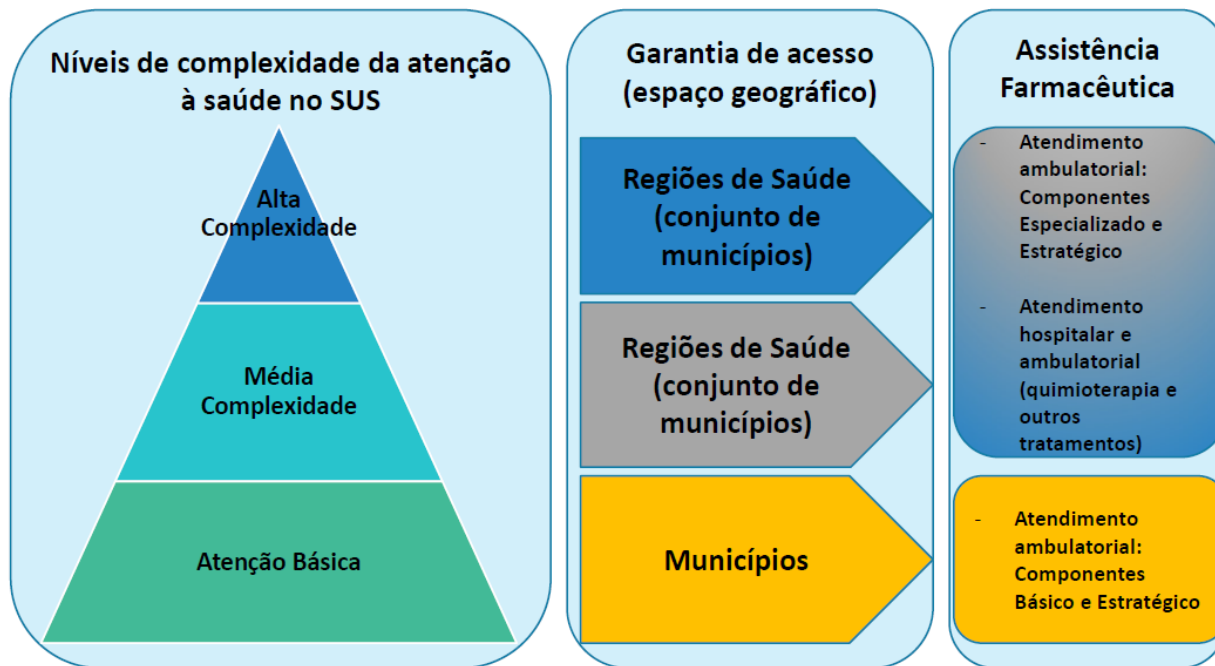 Níveis de complexidade da atenção
à saúde no SUS
Alta
Complexidade
Média
Complexidade
Atenção Básica
Garantia de acesso
(espaço geográfico)
Regiões de Saúde
(conjunto de
municípios)
Regiões de Saúde
(conjunto de
municípios)
Municípios
Assistência
Farmacêutica
- Atendimento
ambulatorial:
Componentes
Especializado e
Estratégico
- Atendimento
hospitalar e
ambulatorial
(quimioterapia e
outros
tratamentos)
- Atendimento
ambulatorial:
Componentes
Básico e Estratégico